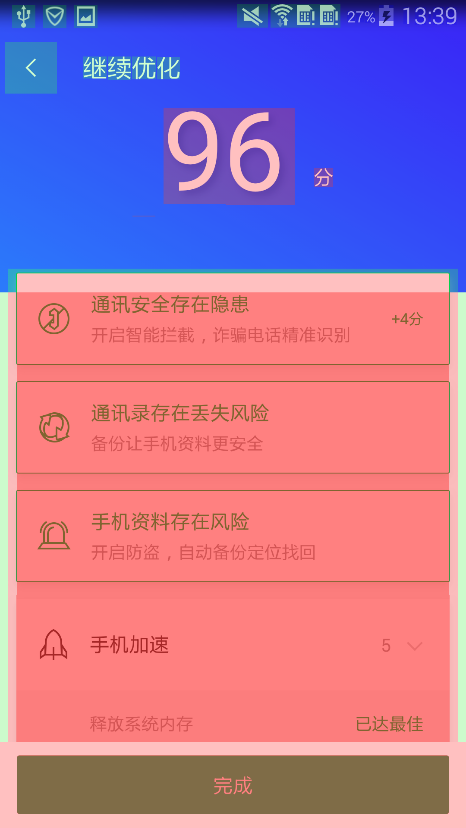 27% 13:39
继续优化
96 分
通讯安全存在隐患
开启智能拦截，诈骗电话精准识别
+4分
通讯录存在丢失风险
备份让手机资料更安全
手机资料存在风险
开启防盗，自动备份定位找回
手机加速 5
释放系统内存 已达最佳
完成